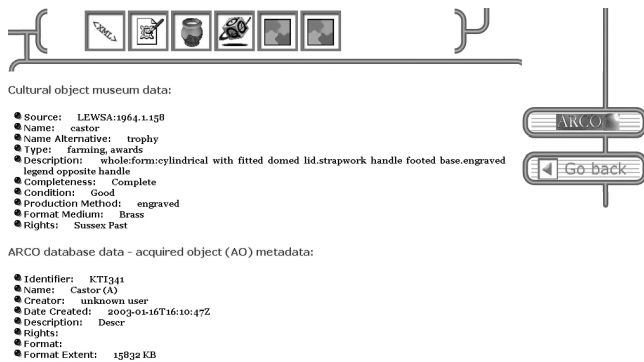 <XML>
Cultural object museum data:
Source: LEWSA:1964.1.158
Name: castor
Name Alternative: trophy
Type: farming, awards
Description: whole:form:cylindrical with fitted domed lid.strapwork handle footed base.engraved
legend opposite handle
Completeness: Complete
Condition: Good
Production Method: engraved
Format Medium: Brass
Rights: Sussex Past
ARCO
Go back
ARCO database data - acquired object (AO) metadata:
Identifier: KTI341
Name: Castor (A)
Creator: unknown user
Date Created: 2003-01-16T16:10:47Z
Description: Descr
Rights:
Format:
Format Extent: 15832 KB